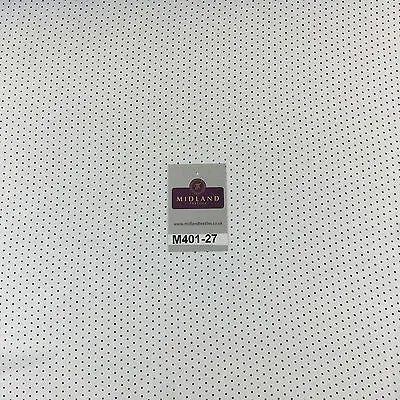 MIDLAND
TEXTILES
www.midlandtextiles.co.uk
M401-27